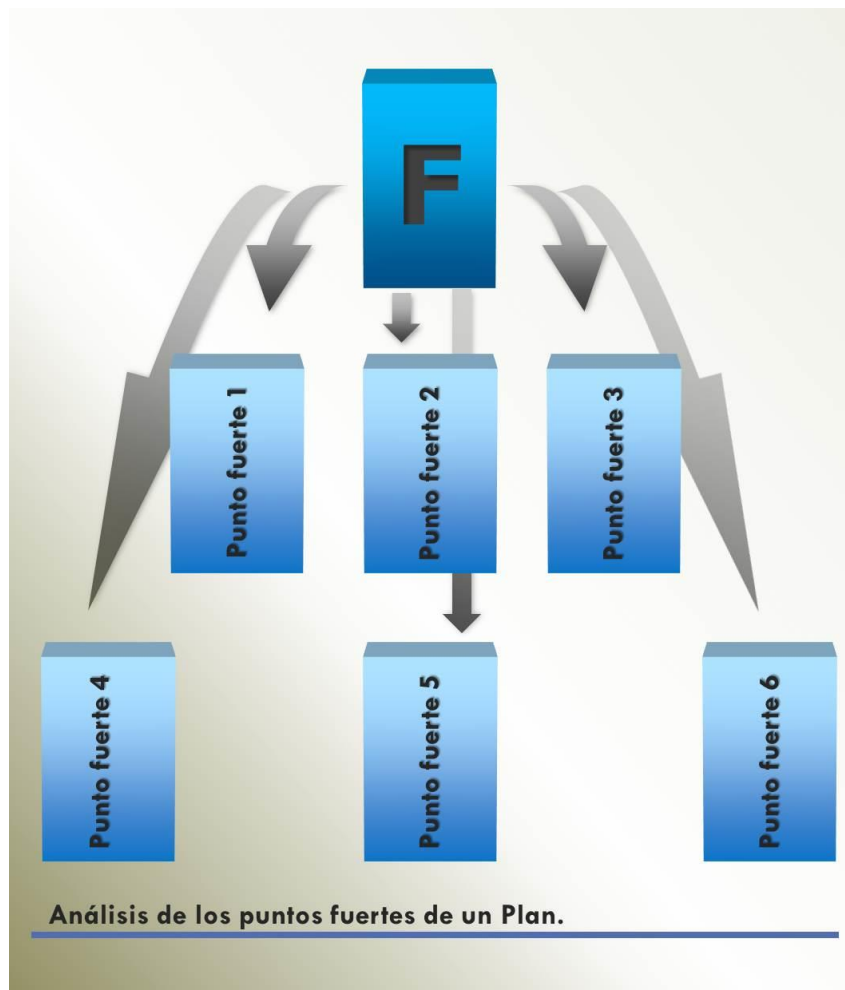 F
Punto fuerte 1
Punto fuerte 2
Punto fuerte 3
Punto fuerte 4
Punto fuerte 5
Punto fuerte 6
Análisis de los puntos fuertes de un Plan.